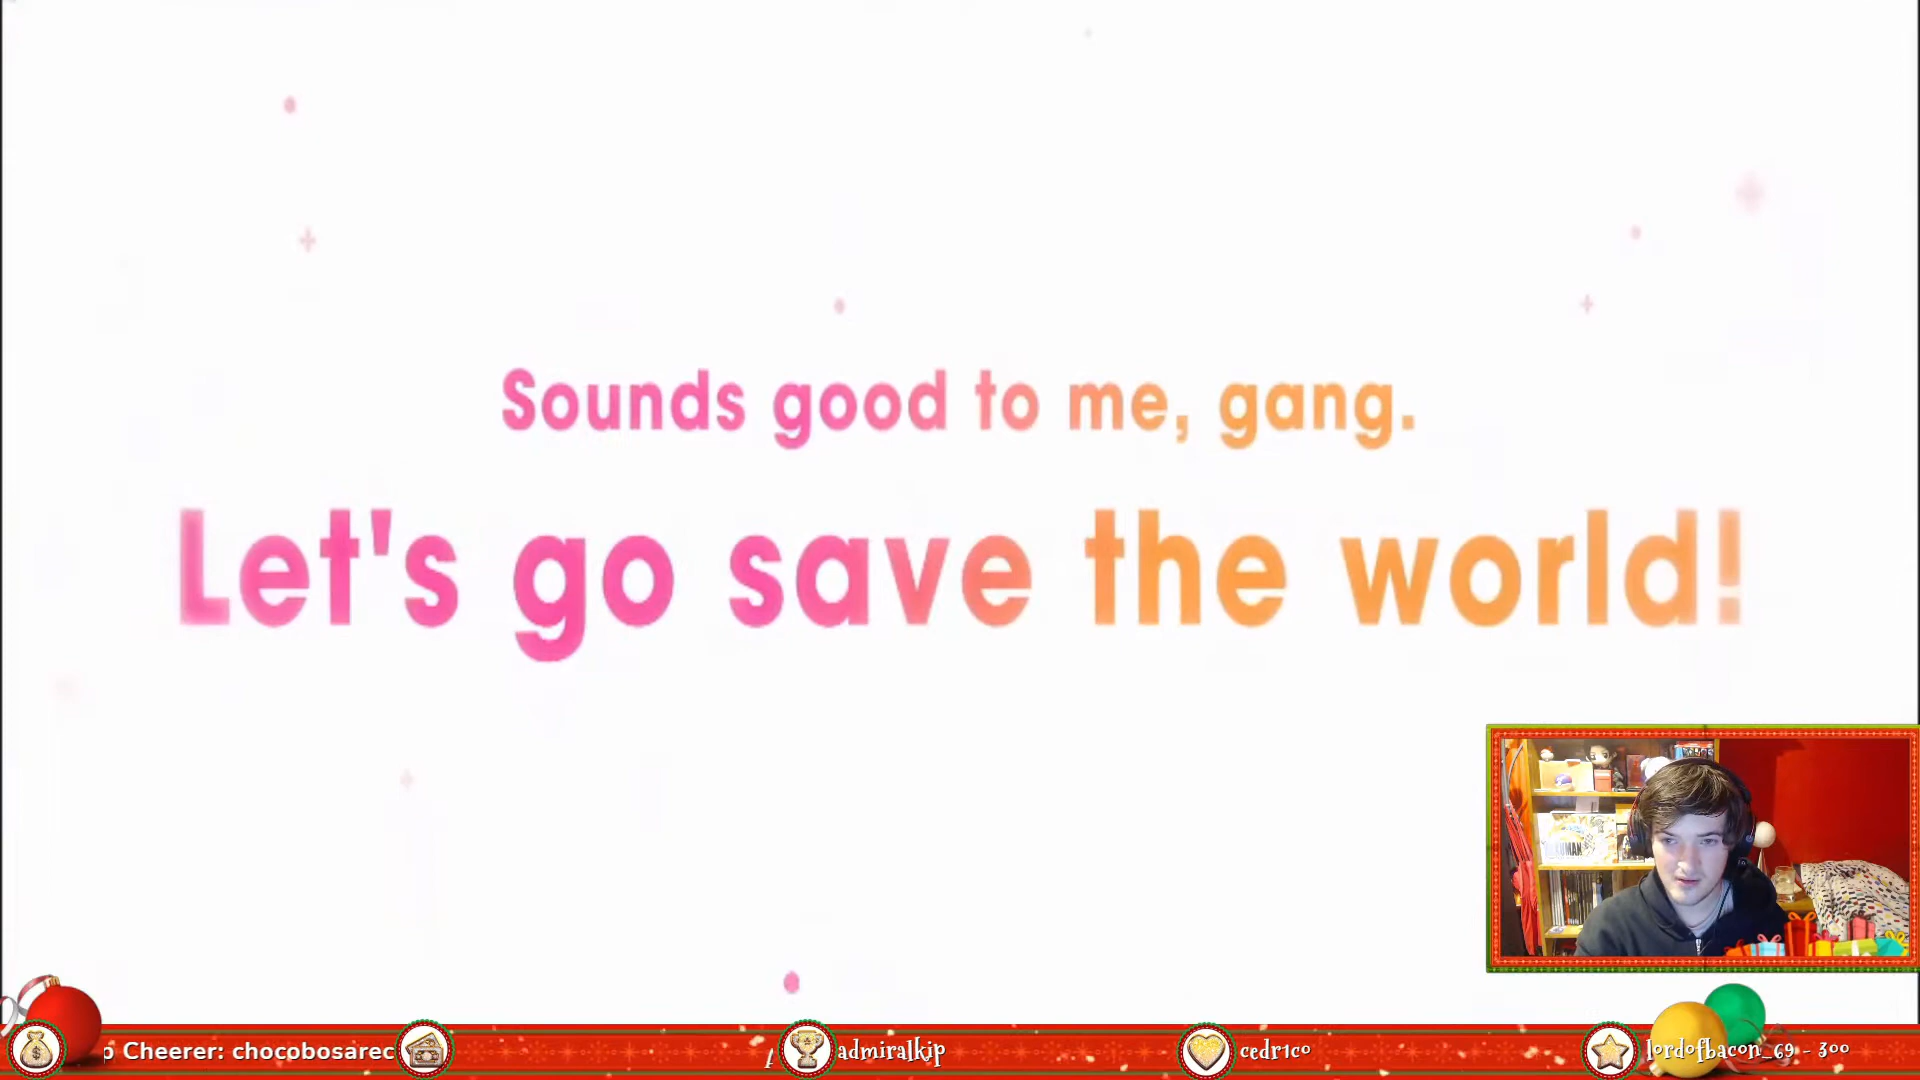 Sounds good to me, gang.
Let's go save the world!
p Cheerer: chocobosarec
admiralkip
cedr1co
lordofbacon_69 - 300